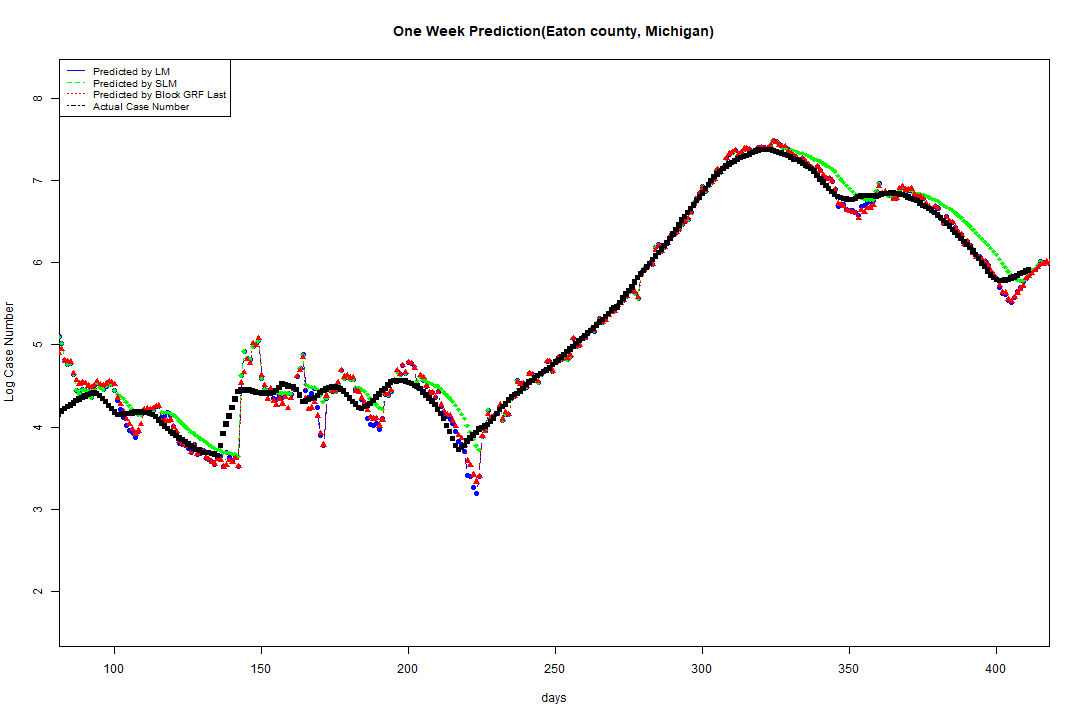 One Week Prediction(Eaton county, Michigan)
Predicted by LM
Predicted by SLM
Predicted by Block GRF Last
Actual Case Number
Log Case Number
8
7
6
5
4
3
2
100 150 200 250 300 350 400
days